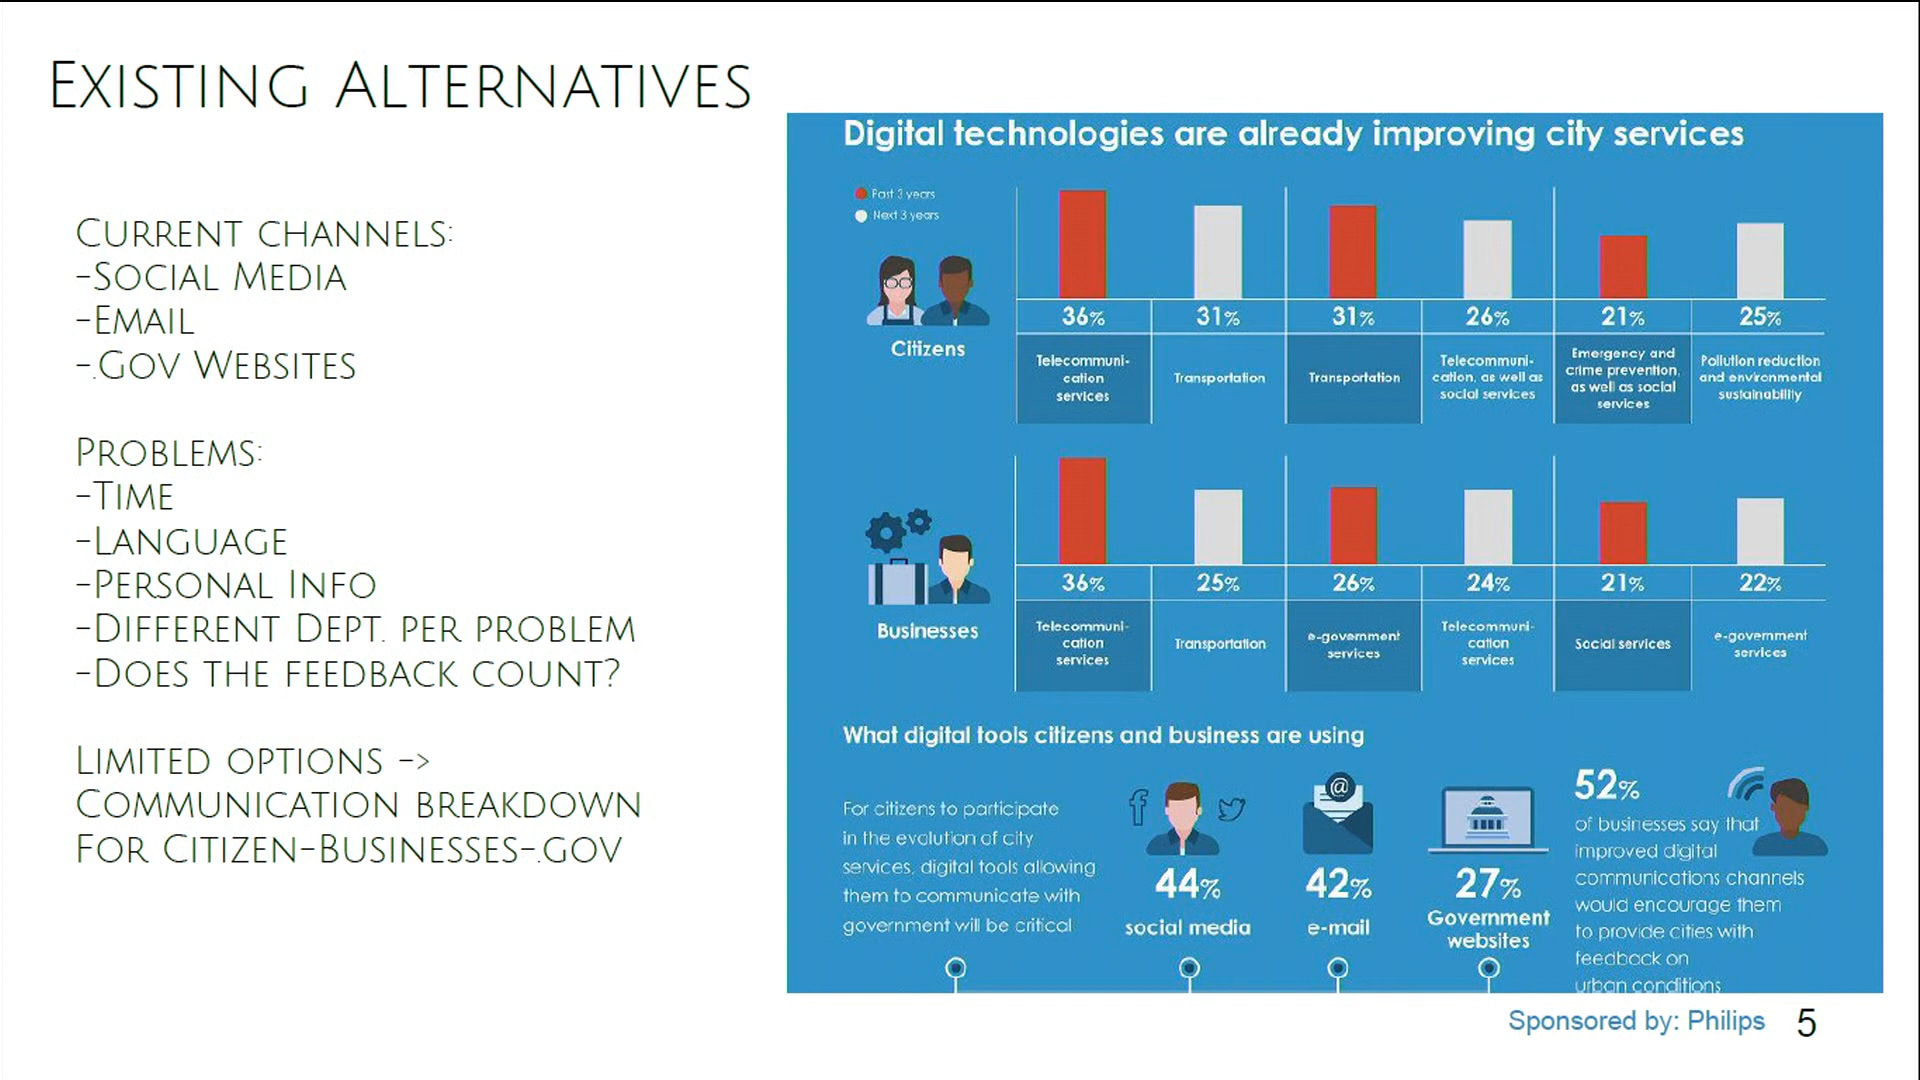 Existing Alternatives
Current channels:
-Social Media
-Email
-.Gov Websites
Problems:
-Time
-Language
-Personal Info
-Different Dept. per problem
-Does the feedback count?
Limited options ->
Communication breakdown
For Citizen-Businesses-.gov
Digital technologies are already improving city services
Past 3 years
Next 3 years
Citizens
36%
31%
31%
26%
21%
25%
Telecommuni-
cation
services
Transportation
Transportation
Telecommuni-
cation, as well as
social services
Emergency and
crime prevention,
as well as social
services
Pollution reduction
and environmental
sustainability
Businesses
36%
25%
26%
24%
21%
22%
Telecommuni-
cation
services
Transportation
e-government
services
Telecommuni-
cation
services
Social services
e-government
services
What digital tools citizens and business are using
For citizens to participate
in the evolution of city
services, digital tools allowing
them to communicate with
government will be critical
44%
social media
@
42%
e-mail
27%
Government
websites
52%
of businesses say that
improved digital
communications channels
would encourage them
to provide cities with
feedback on
urban conditions
Sponsored by: Philips
5